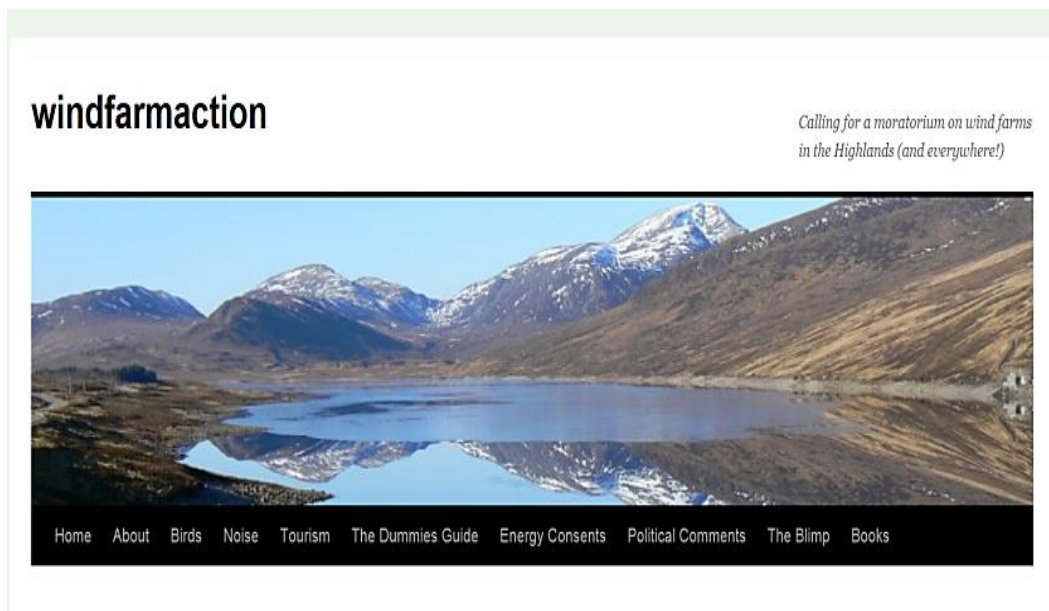 windfarmaction
Calling for a moratorium on wind farms
in the Highlands (and everywhere!)
Home About Birds Noise Tourism The Dummies Guide Energy Consents Political Comments The Blimp Books